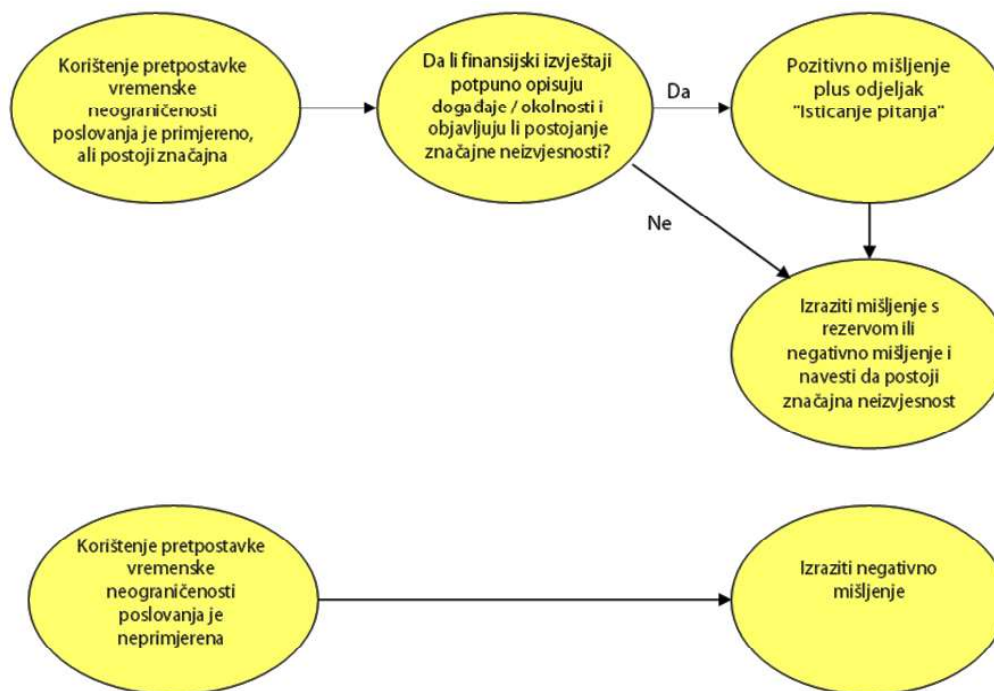 Korištenje pretpostavke
vremenske
neograničenosti
poslovanja je primjereno,
ali postoji značajna
Da li finansijski izvještaji
potpuno opisuju
događaje / okolnosti i
objavljuju li postojanje
značajne neizvjesnosti?
Da
Pozitivno mišljenje
plus odjeljak
"Isticanje pitanja"
Ne
Izraziti mišljenje s
rezervom ili
negativno mišljenje i
navesti da postoji
značajna neizvjesnost
Korištenje pretpostavke
vremenske
neograničenosti
poslovanja je
neprimjerena
Izraziti negativno
mišljenje